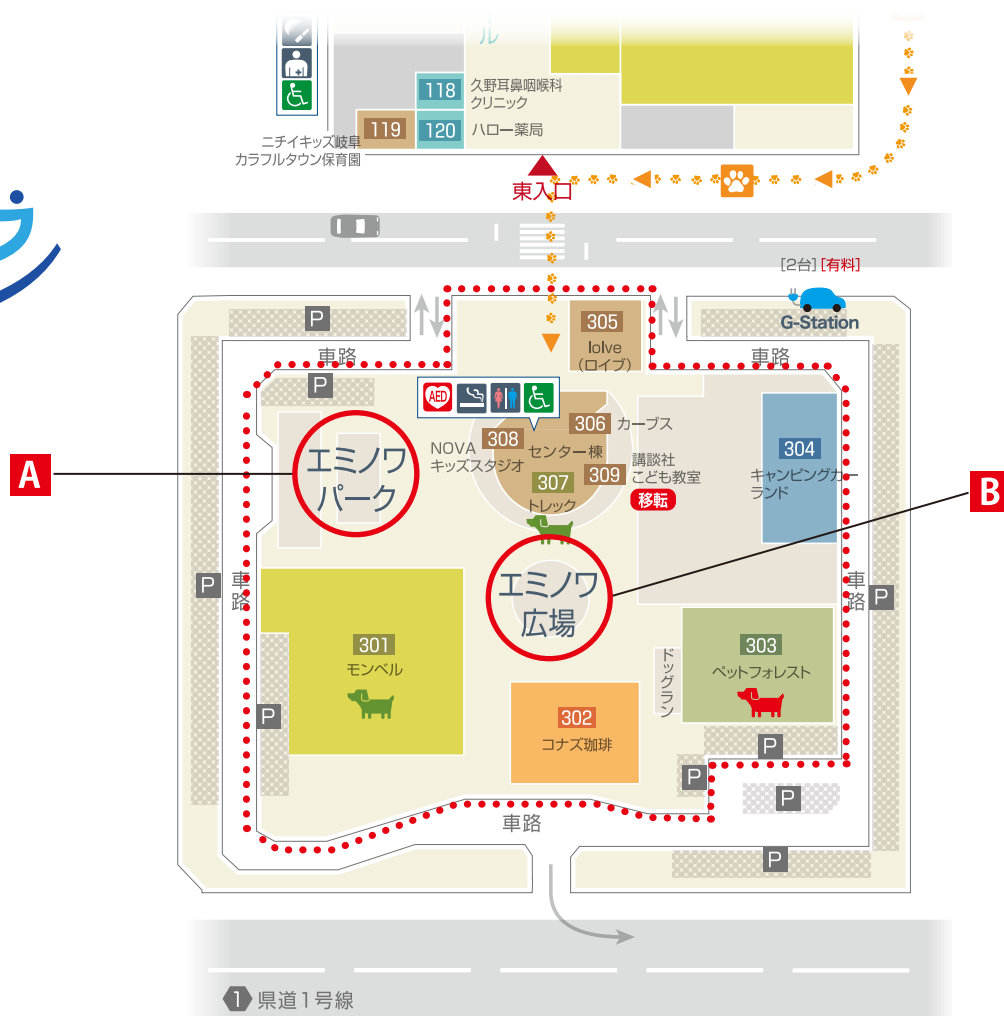 ル
118
久野耳鼻咽喉科
クリニック
119
120
ハロー薬局
ニチイキッズ岐阜
カラフルタウン保育園
東入口
[2台][有料]
G-Station
P
車路
P
305
lolve
(ロイブ)
車路
AED
306
カーブス
NOVA
キッズスタジオ
308
センター棟
309
講談社
こども教室
移転
307
トレック
304
キャンピングカー
ランド
A
エミノワ
パーク
B
エミノワ
広場
P
車路
車路
P
301
モンベル
ドッグラン
303
ペットフォレスト
P
302
コナズ珈琲
P
P
P
車路
P
1
県道1号線